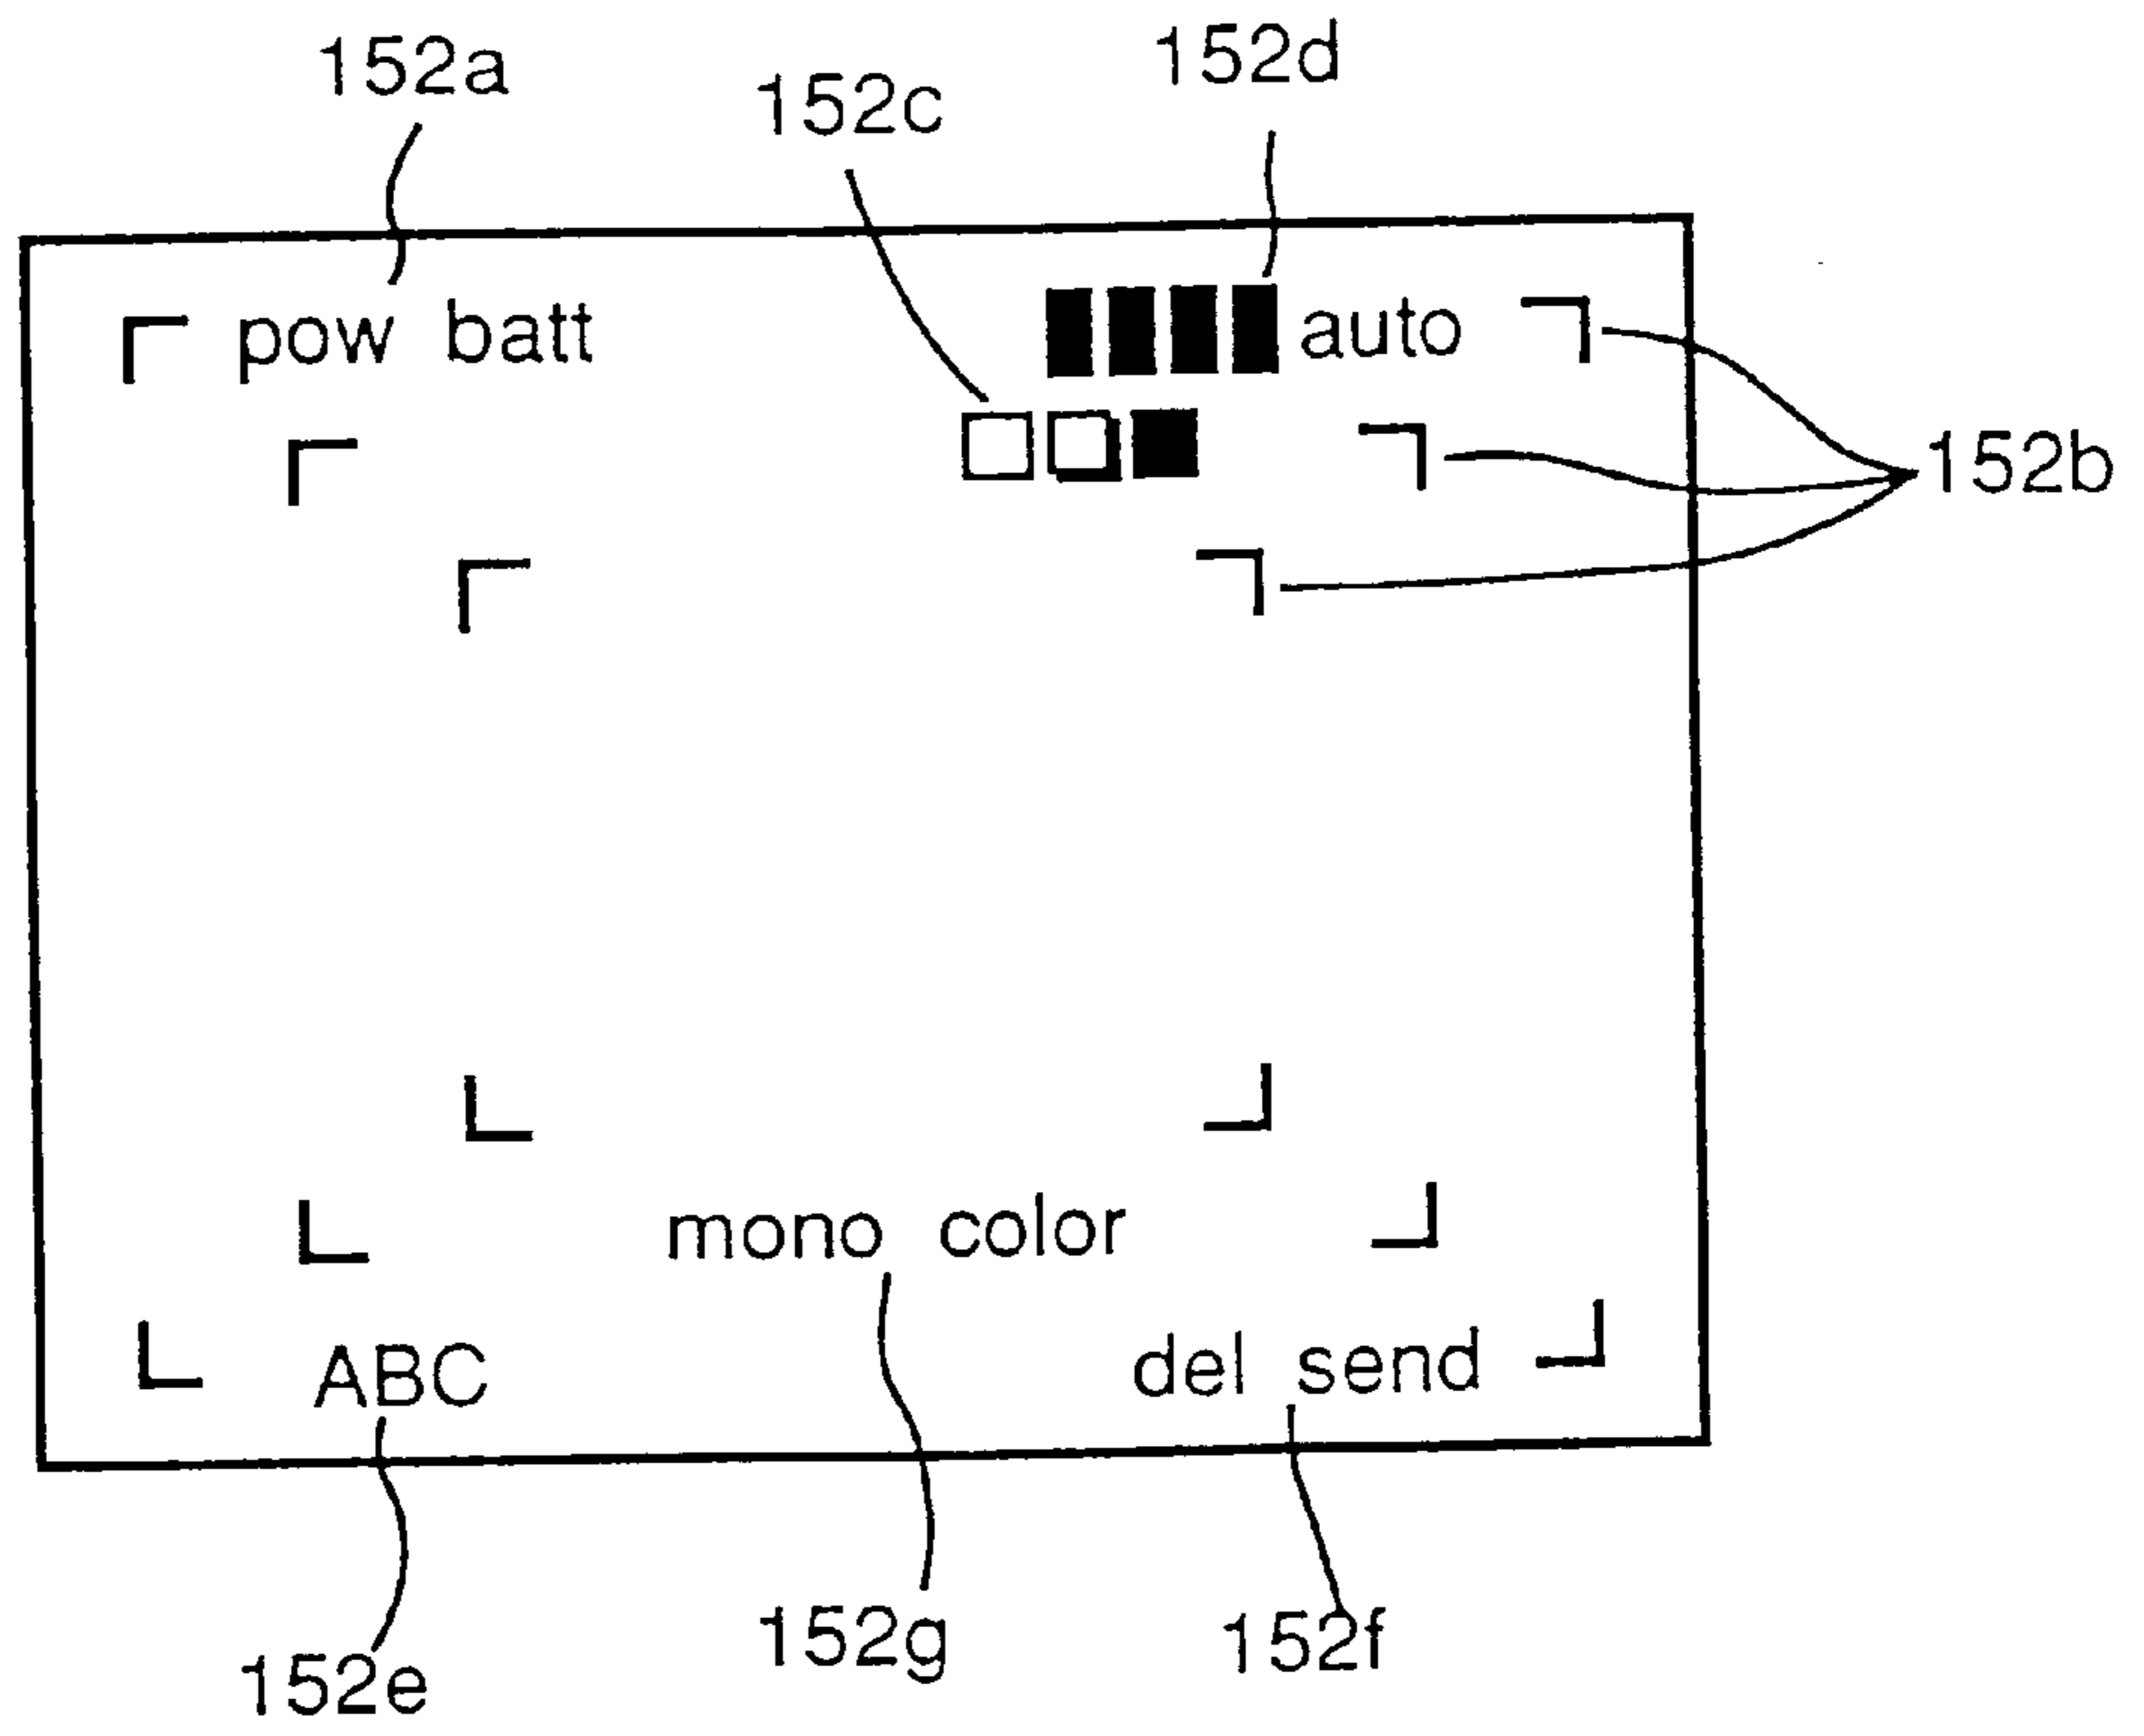 152a
152c
152d
pow batt
auto
152b
mono color
ABC
del send
152e
152g
152f